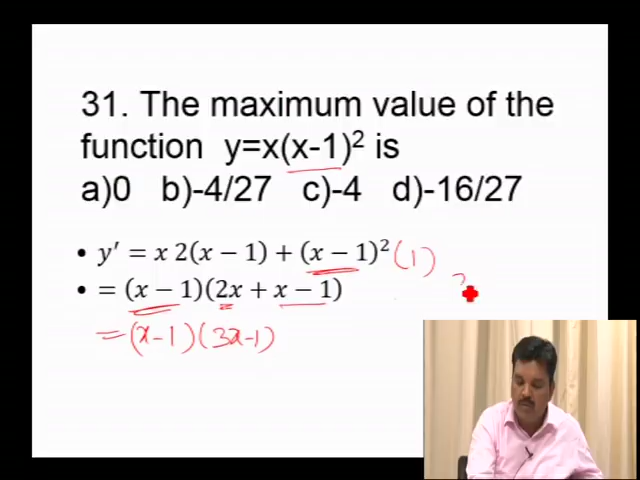 31. The maximum value of the
function y=x(x-1)² is
a)0 b)-4/27 c)-4 d)-16/27
• y′ = x 2(x − 1) + (x − 1)² (1)
• = (x − 1)(2x + x − 1)
= (x-1)(3x-1)